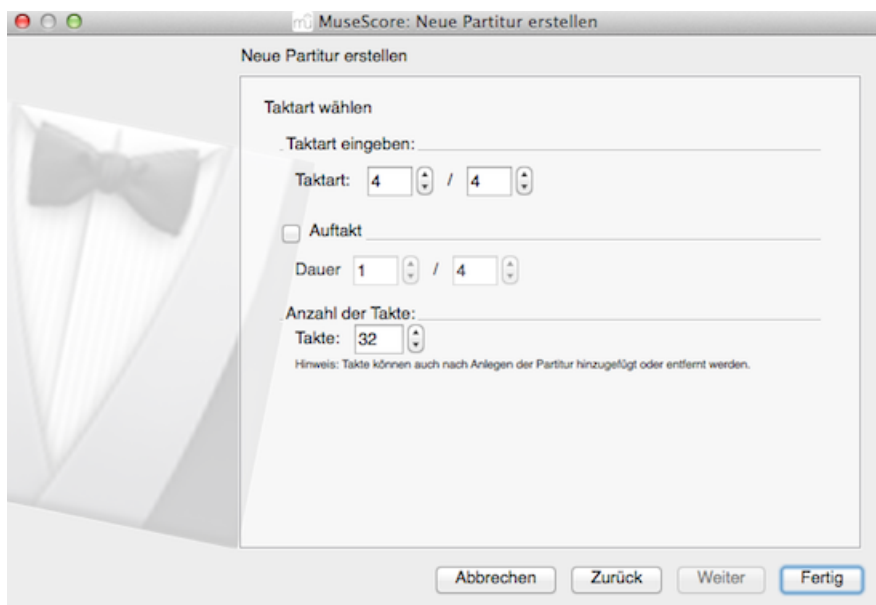 MuseScore: Neue Partitur erstellen
Neue Partitur erstellen
Taktart wählen
Taktart eingeben:
Taktart: 4 / 4
Auftakt
Dauer 1 / 4
Anzahl der Takte:
Takte: 32
Hinweis: Takte können auch nach Anlegen der Partitur hinzugefügt oder entfernt werden.
Abbrechen Zurück Weiter Fertig